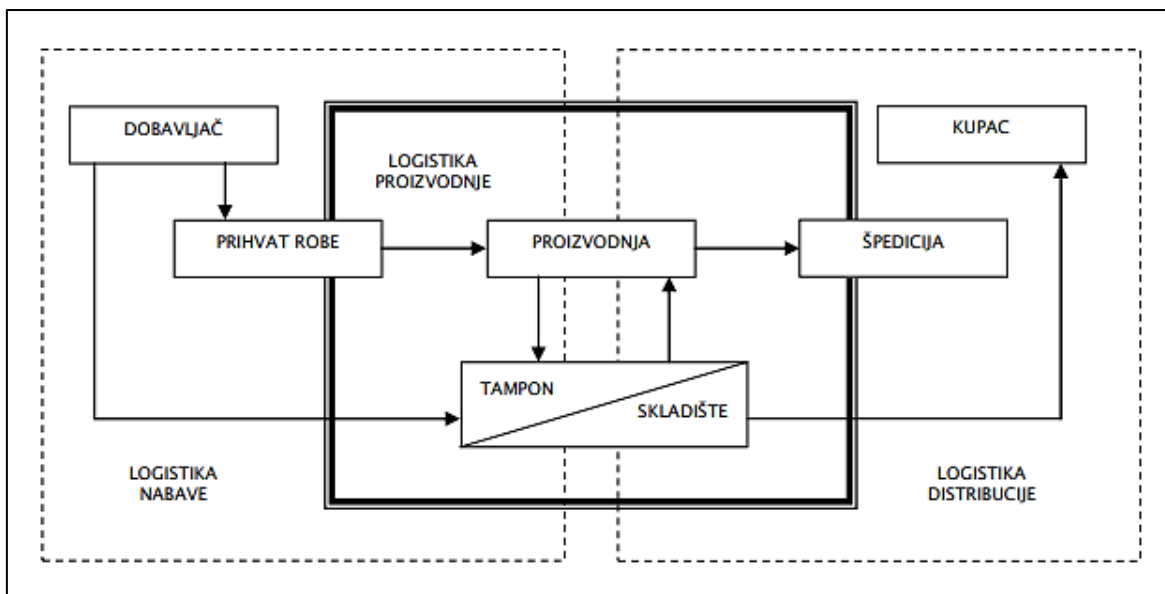 DOBAVLJAČ
KUPAC
LOGISTIKA
PROIZVODNJE
PRIHVAT ROBE
PROIZVODNJA
ŠPEDICIJA
TAMPON
SKLADIŠTE
LOGISTIKA
NABAVE
LOGISTIKA
DISTRIBUCIJE